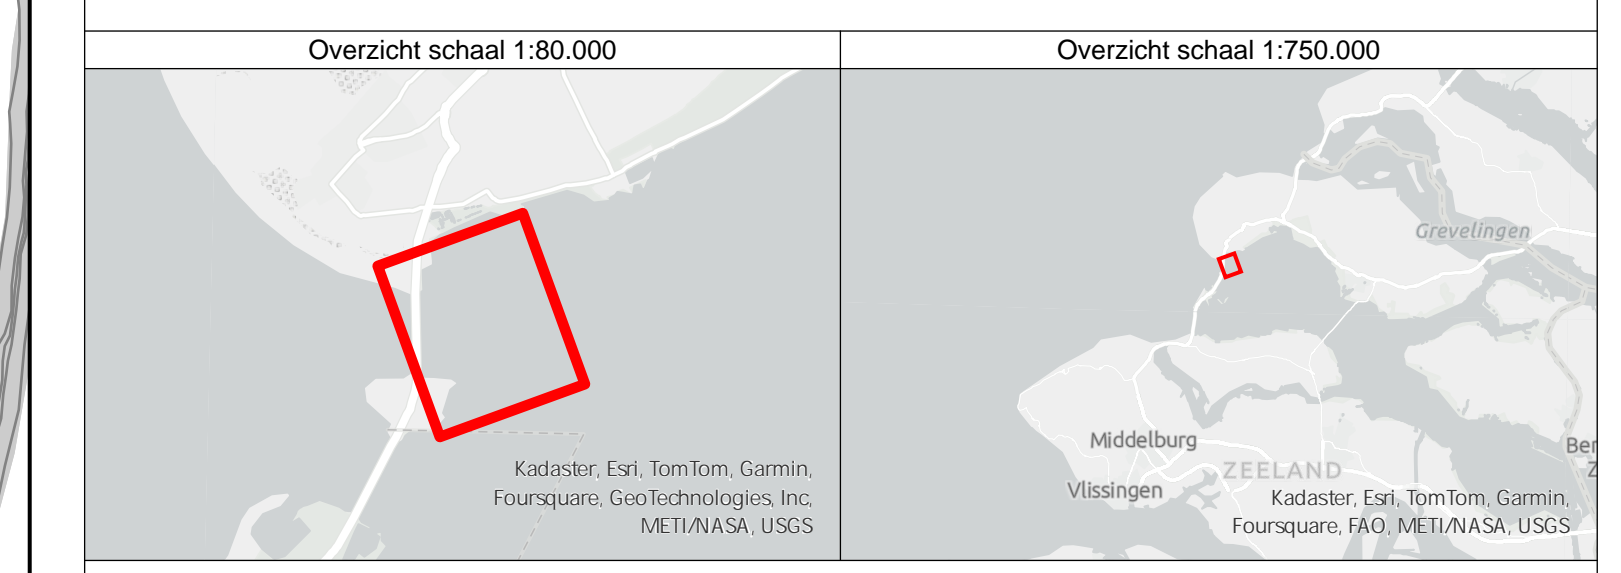 Overzicht schaal 1:80.000
Overzicht schaal 1:750.000
Kadaster, Esri, TomTom, Garmin,
Foursquare, GeoTechnologies, Inc,
METI/NASA, USGS
Grevelingen
Middelburg
Ber
Z
ZEELAND
Vlissingen
Kadaster, Esri, TomTom, Garmin,
Foursquare, FAO, METI/NASA, USGS